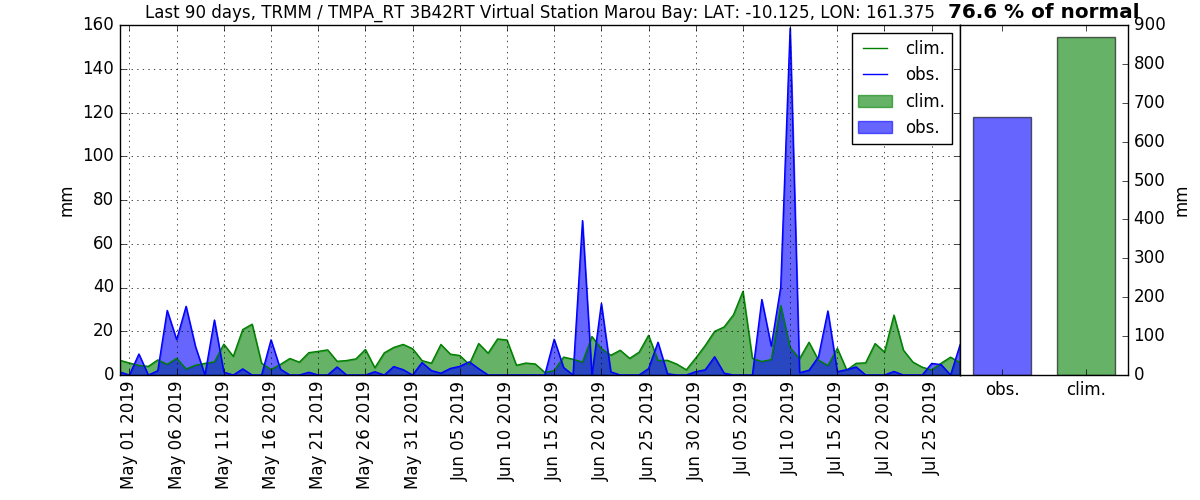 Last 90 days, TRMM / TMPA_RT 3B42RT Virtual Station Marou Bay: LAT: -10.125, LON: 161.375 76.6 % of normal
160
140
120
100
80
60
40
20
0
mm
clim.
obs.
clim.
obs.
900
800
700
600
500
400
300
200
100
0
mm
May 01 2019
May 06 2019
May 11 2019
May 16 2019
May 21 2019
May 26 2019
May 31 2019
Jun 05 2019
Jun 10 2019
Jun 15 2019
Jun 20 2019
Jun 25 2019
Jun 30 2019
Jul 05 2019
Jul 10 2019
Jul 15 2019
Jul 20 2019
Jul 25 2019
obs.
clim.